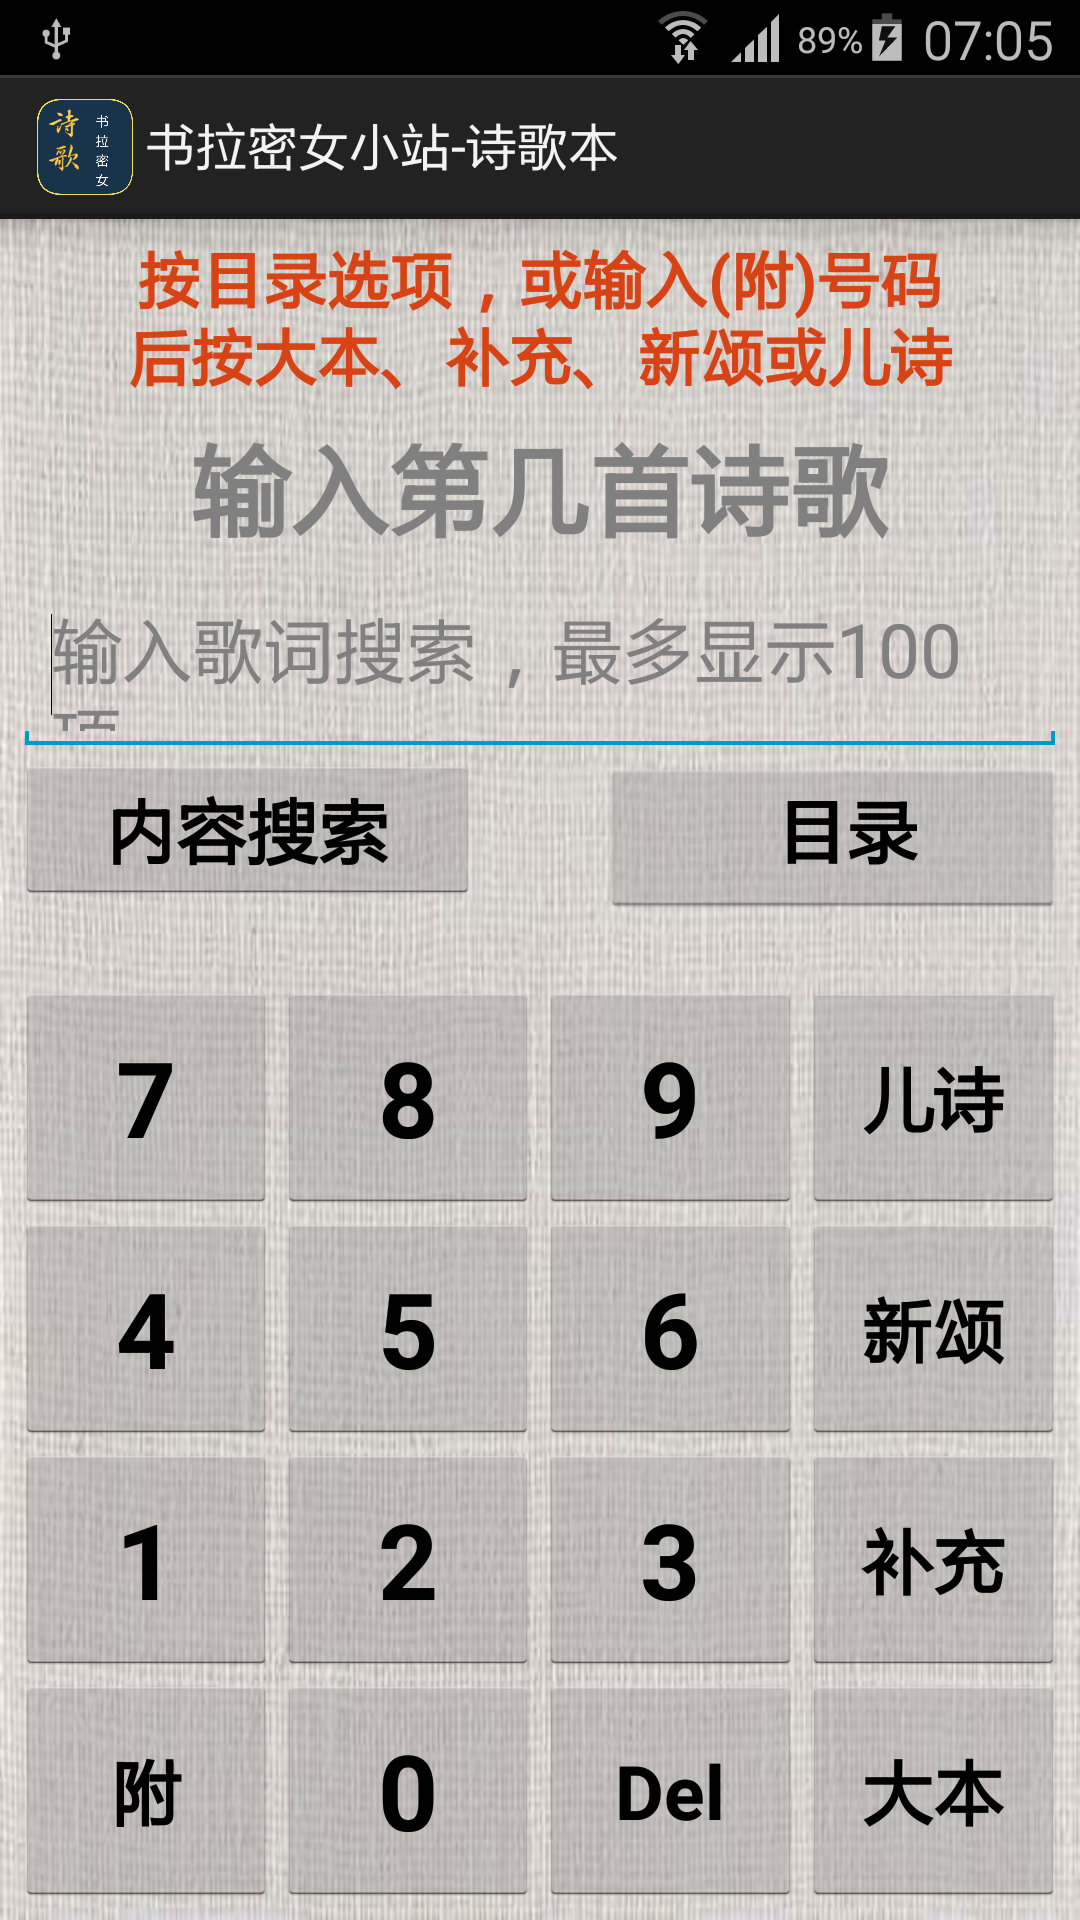 89% 07:05
诗歌 书拉密女
书拉密女小站-诗歌本
按目录选项，或输入(附)号码
后按大本、补充、新颂或儿诗
输入第几首诗歌
输入歌词搜索，最多显示100
内容搜索 目录
7 8 9 儿诗
4 5 6 新颂
1 2 3 补充
附 0 Del 大本